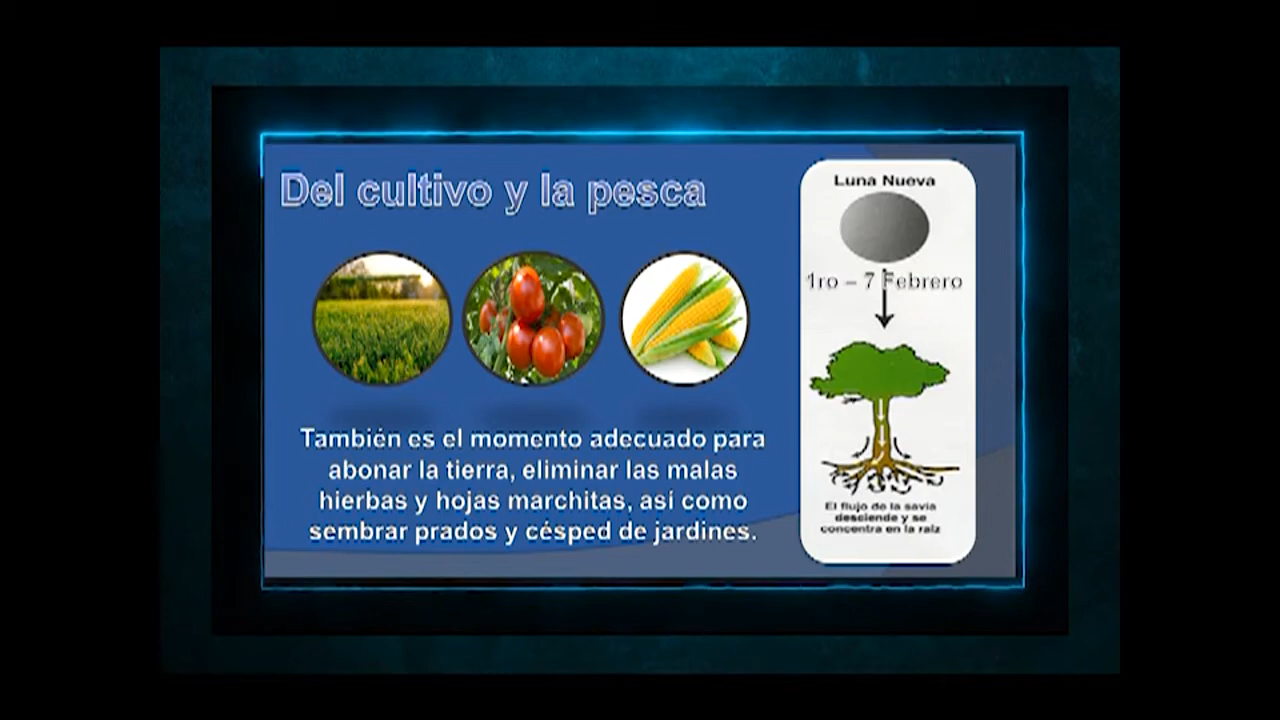 Del cultivo y la pesca
También es el momento adecuado para
abonar la tierra, eliminar las malas
hierbas y hojas marchitas, así como
sembrar prados y césped de jardines.
Luna Nueva
1ro – 7 Febrero
El flujo de la savia
desciende y se
concentra en la raíz